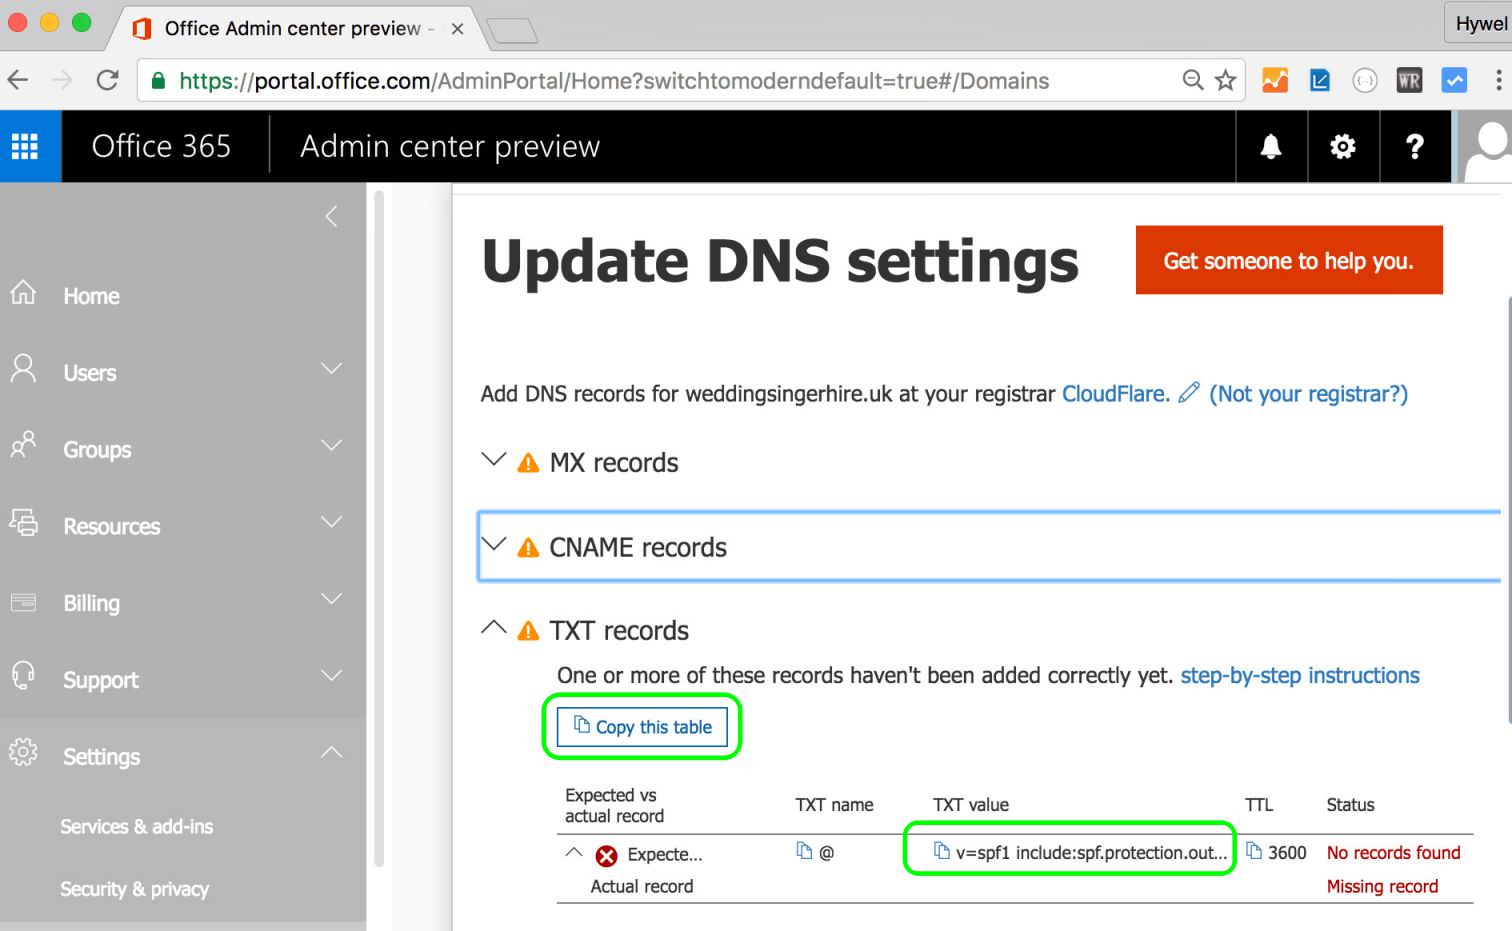 Office Admin center preview -
Hywel
https://portal.office.com/AdminPortal/Home?switchtomoderndefault=true#/Domains
WR
Office 365
Admin center preview
?
Update DNS settings
Get someone to help you.
Home
Users
Groups
Resources
Billing
Support
Settings
Services & add-ins
Security & privacy
Add DNS records for weddingsingerhire.uk at your registrar CloudFlare. (Not your registrar?)
MX records
CNAME records
TXT records
One or more of these records haven't been added correctly yet. step-by-step instructions
Copy this table
Expected vs
actual record
TXT name
TXT value
TTL
Status
Expecte...
@
v=spf1 include:spf.protection.out...
3600
No records found
Actual record
Missing record